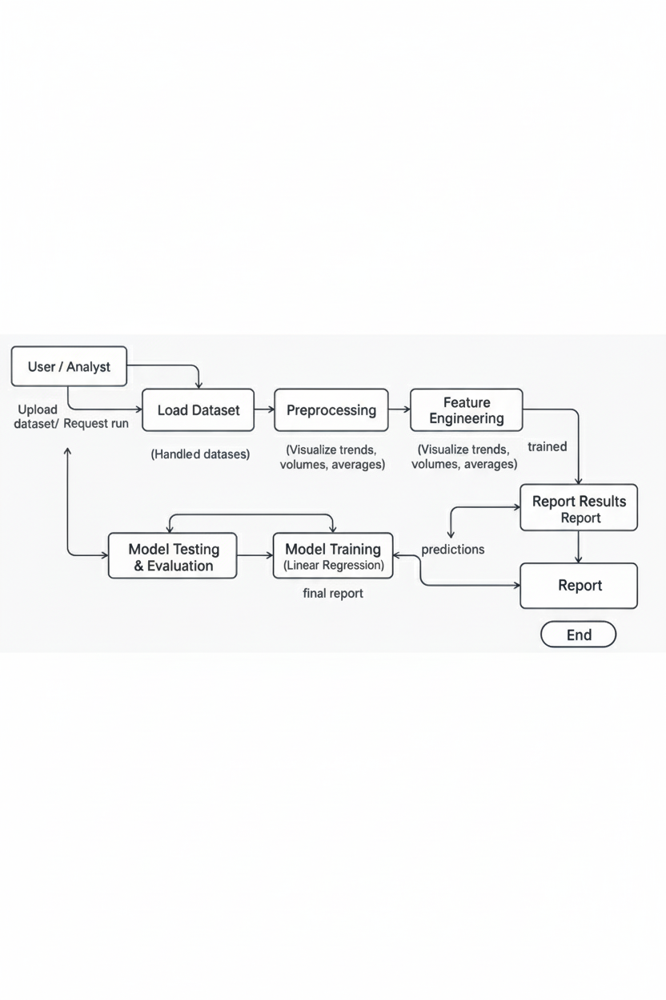 User / Analyst
Upload
dataset/ Request run
Load Dataset
(Handled datases)
Preprocessing
(Visualize trends,
volumes, averages)
Feature
Engineering
(Visualize trends,
volumes, averages)
trained
Report Results
Report
predictions
Model Testing
& Evaluation
Model Training
(Linear Regression)
final report
Report
End